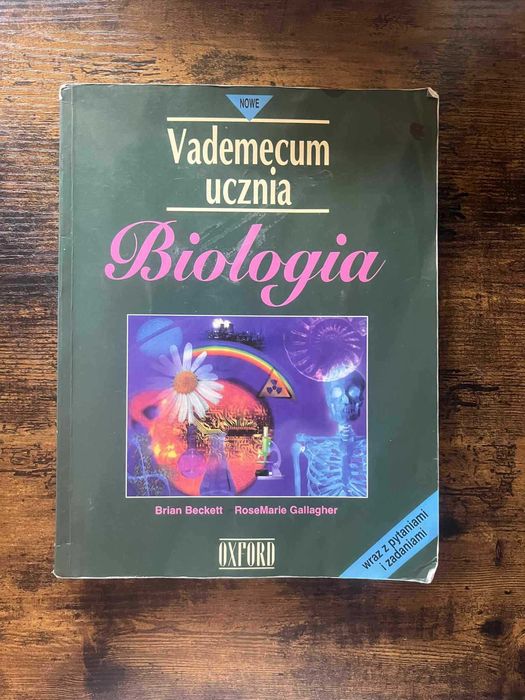 NOWE
Vademecum
ucznia
Biologia
Brian Beckett RoseMarie Gallagher
OXFORD
wraz z pytaniami
i zadaniami